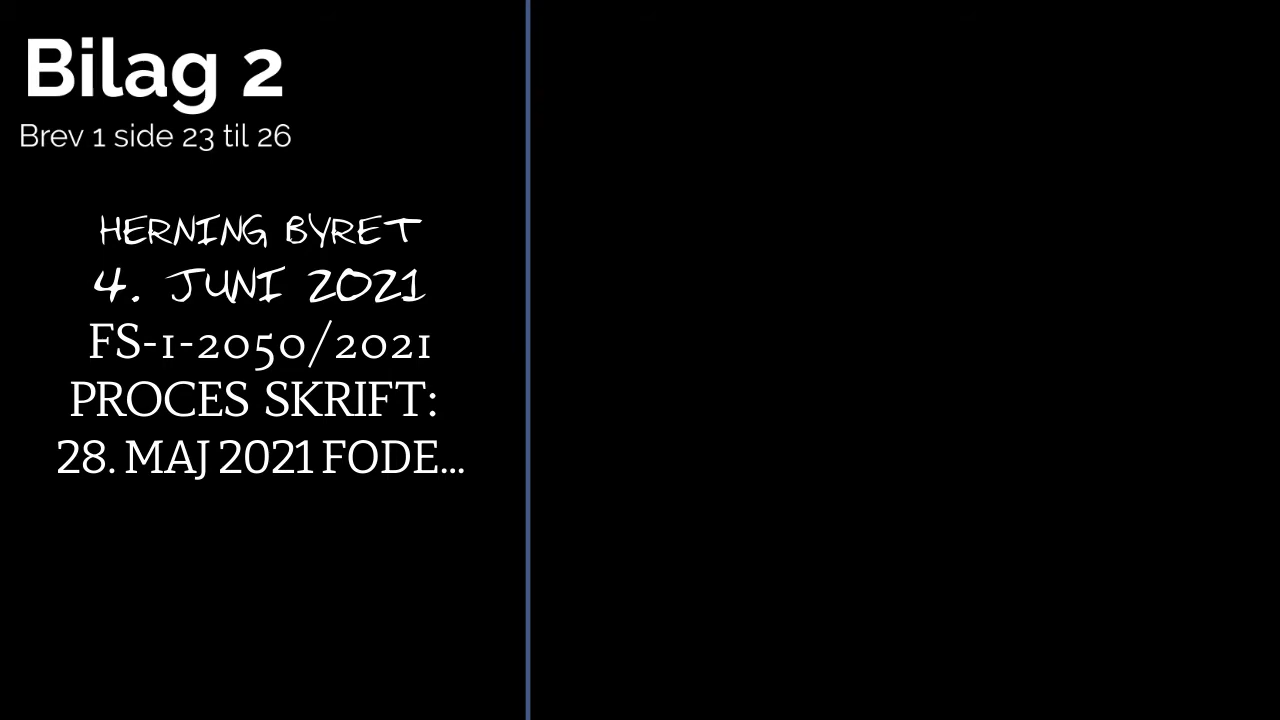 Bilag 2
Brev 1 side 23 til 26
HERNING BYRET
4. JUNI 2021
FS-1-2050/2021
PROCES SKRIFT:
28. MAJ 2021 FODE...